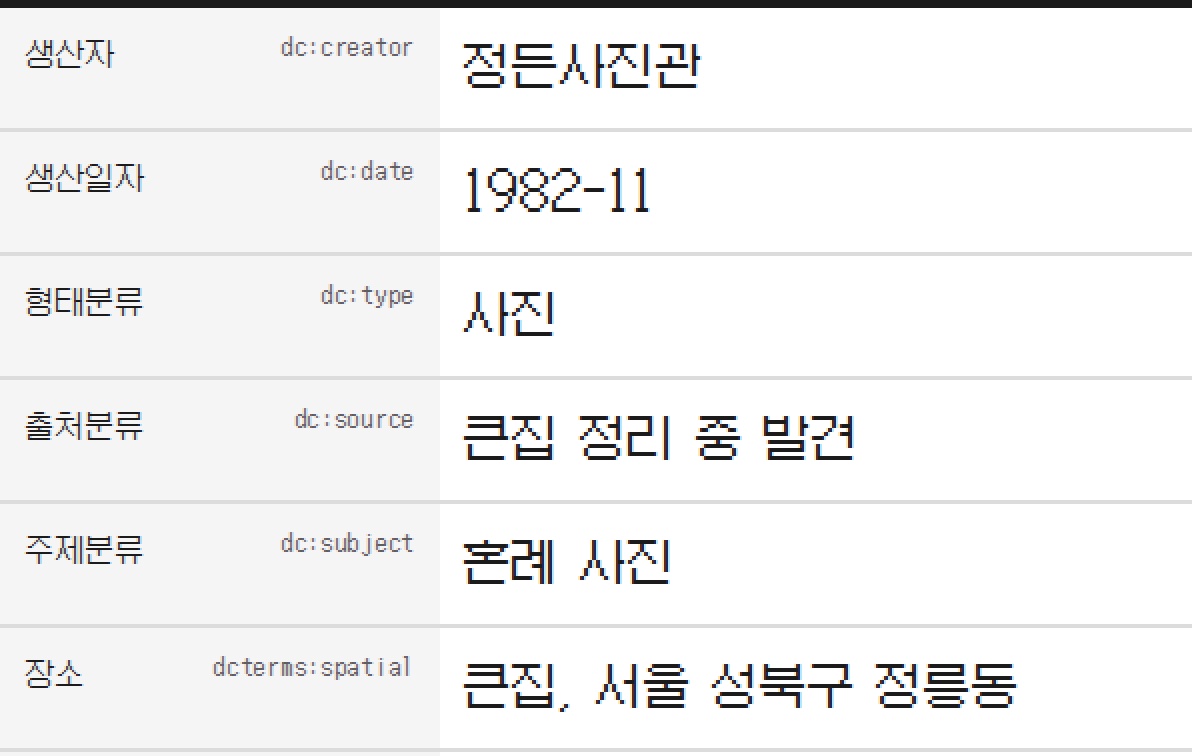 생산자 dc:creator 정든사진관
생산일자 dc:date 1982-11
형태분류 dc:type 사진
출처분류 dc:source 큰집 정리 중 발견
주제분류 dc:subject 혼례 사진
장소 dcterms:spatial 큰집, 서울 성북구 정릉동